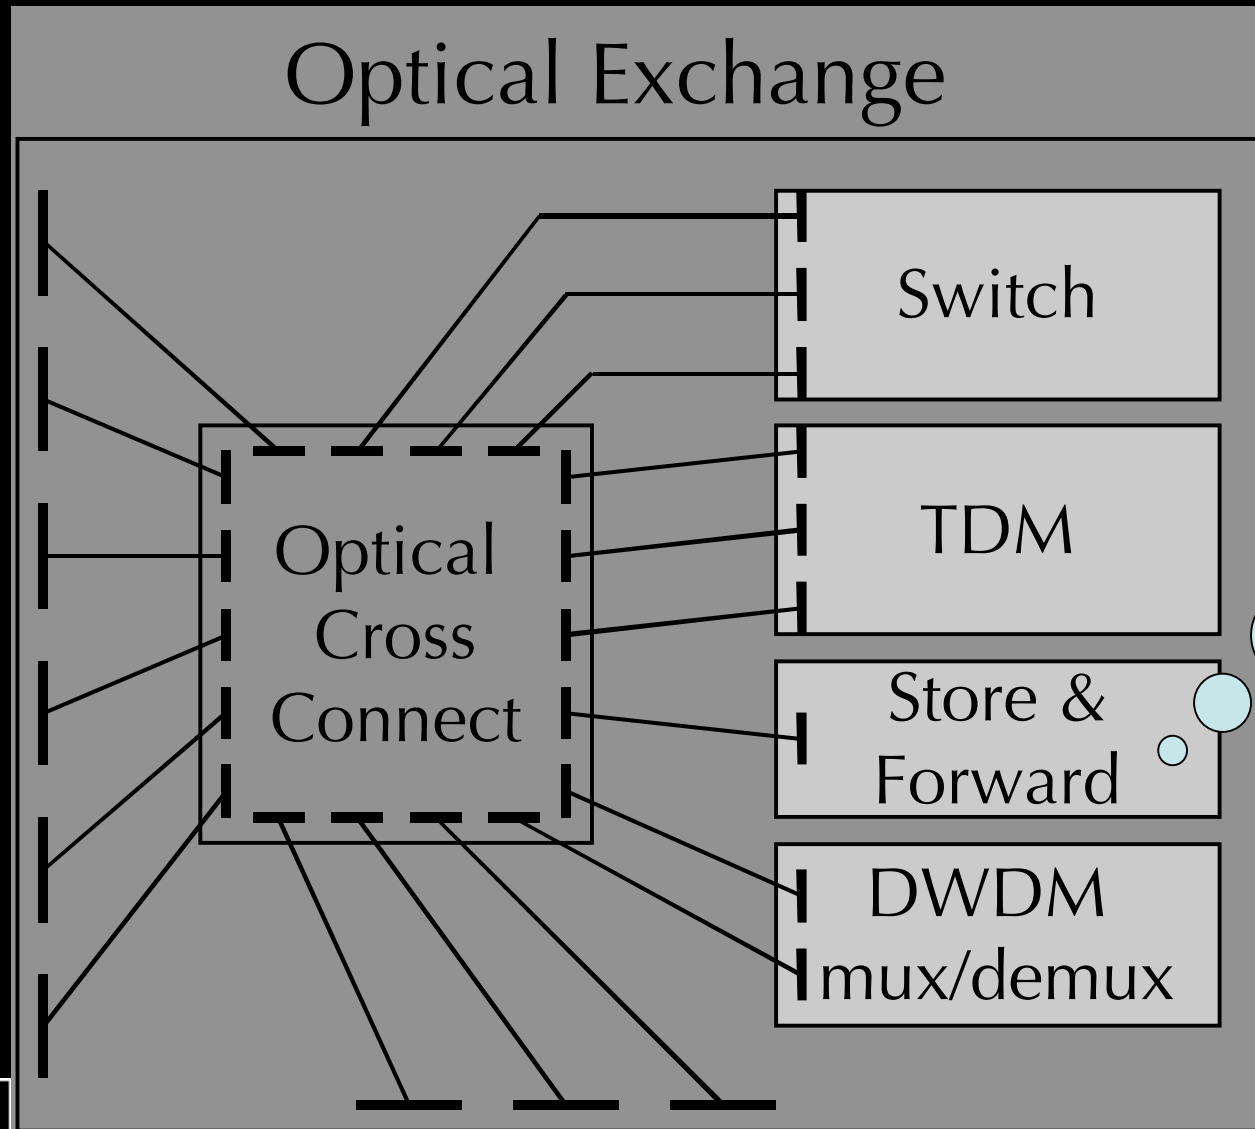 Optical Exchange
Switch
TDM
Optical
Cross
Connect
Store &
Forward
DWDM
mux/demux